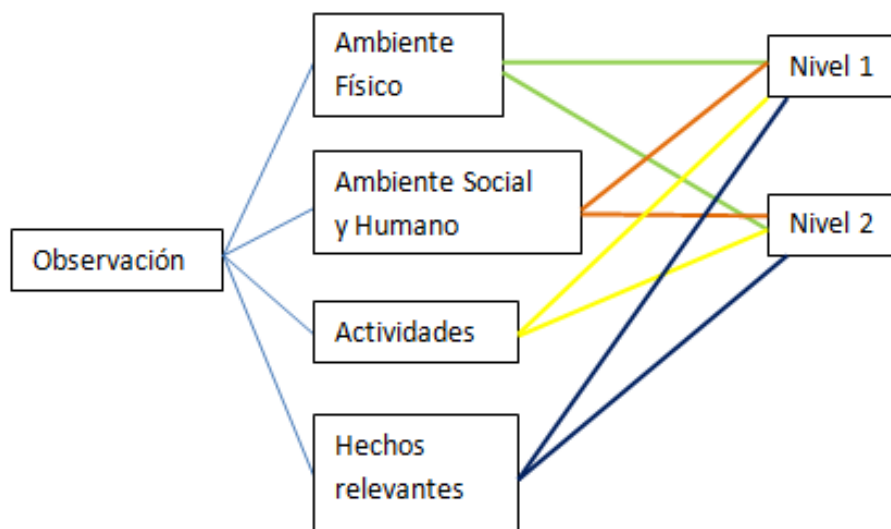 Ambiente
Físico
Nivel 1
Ambiente Social
y Humano
Nivel 2
Observación
Actividades
Hechos
relevantes